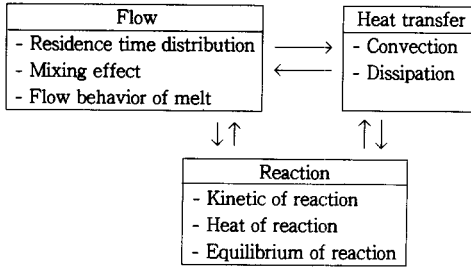 Flow
- Residence time distribution
- Mixing effect
- Flow behavior of melt
Heat transfer
- Convection
- Dissipation
Reaction
- Kinetic of reaction
- Heat of reaction
- Equilibrium of reaction